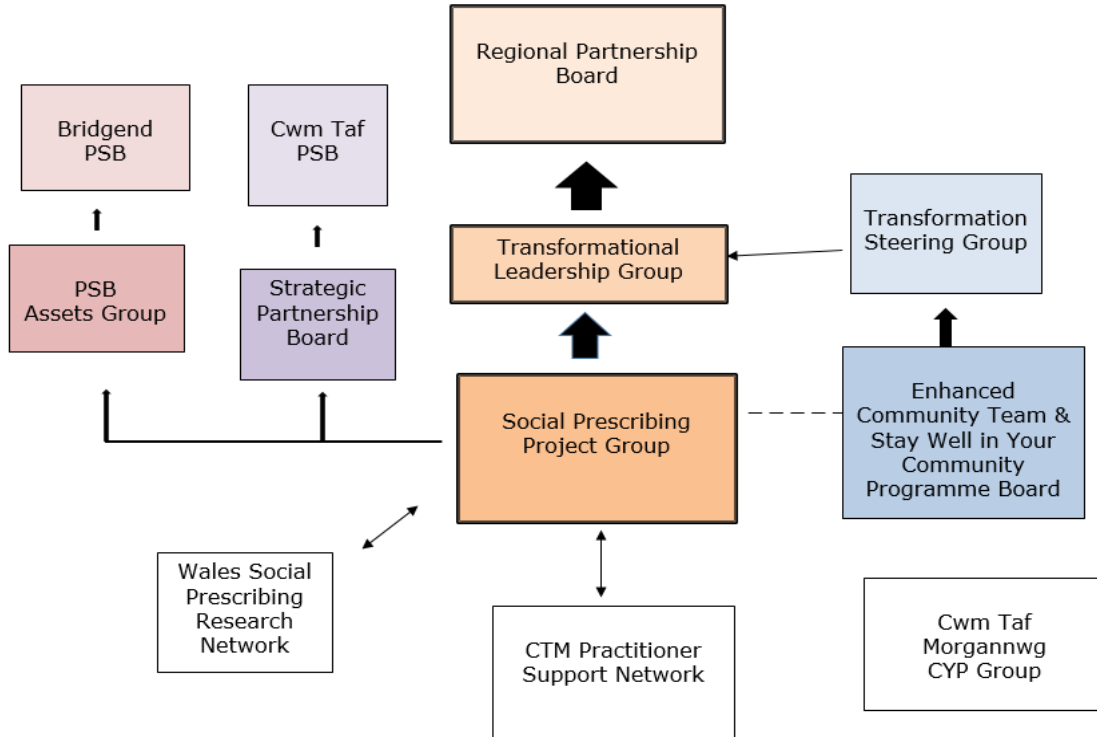 Regional Partnership
Board
Bridgend
PSB
Cwm Taf
PSB
Transformation
Steering Group
Transformational
Leadership Group
PSB
Assets Group
Strategic
Partnership
Board
Enhanced
Community Team &
Stay Well in Your
Community
Programme Board
Social Prescribing
Project Group
Wales Social
Prescribing
Research
Network
CTM Practitioner
Support Network
Cwm Taf
Morgannwg
CYP Group